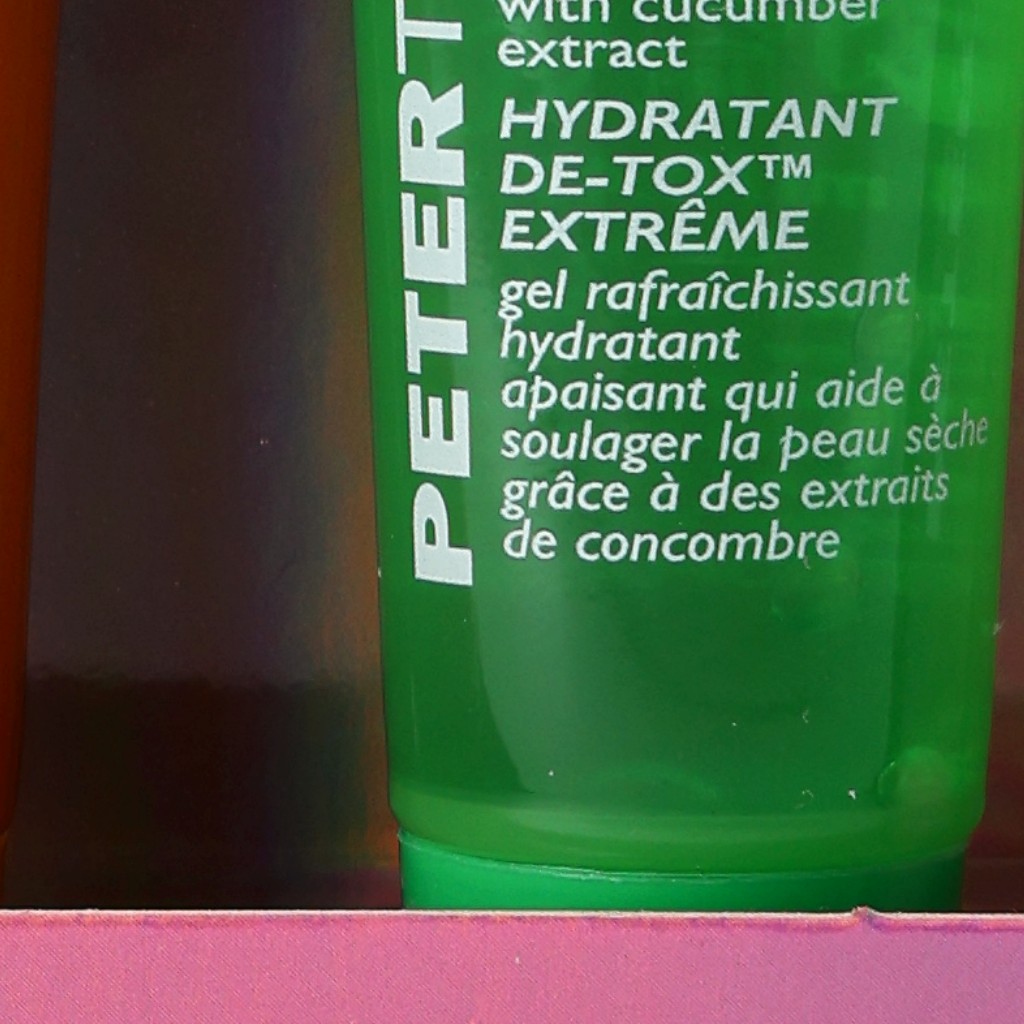 with cucumber
extract
HYDRATANT
DE-TOX™
EXTRÊME
gel rafraîchissant
hydratant
apaisant qui aide à
soulager la peau sèche
grâce à des extraits
de concombre
PETERT